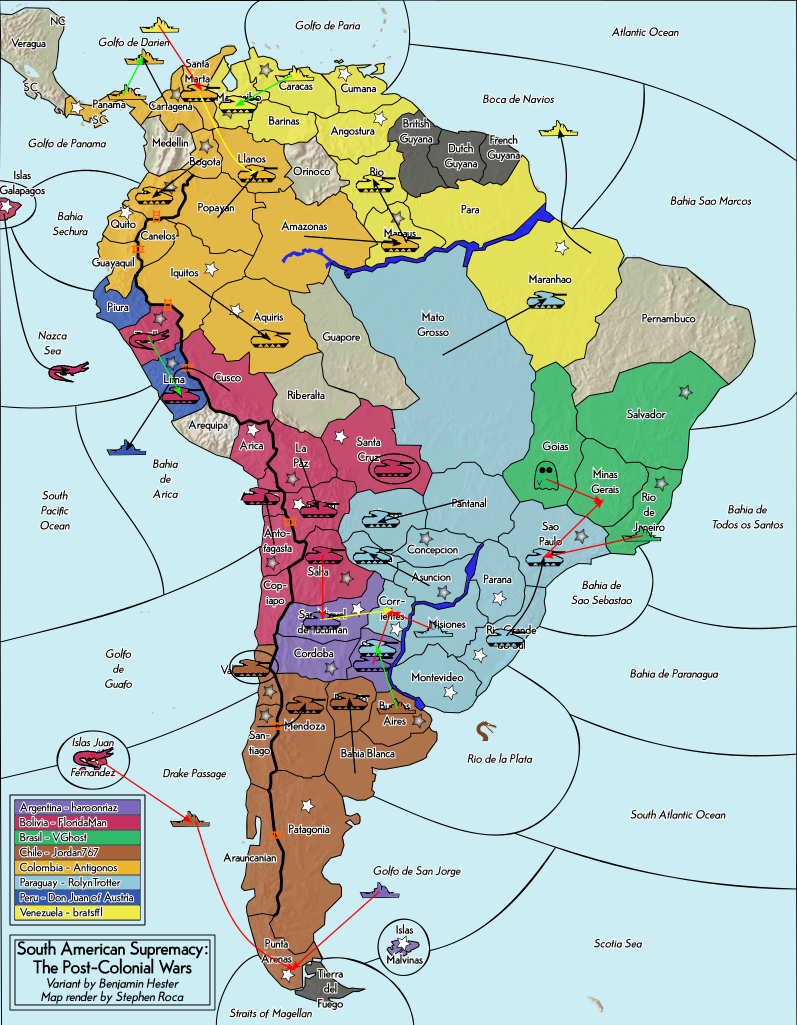 NC
Veragua
Golfo de Darien
Golfo de Paria
Atlantic Ocean
Santa
Marta
SC
Panama
SC
Cartagena
Caracas
Cumana
Boca de Navios
Barinas
Angostura
British
Guyana
Dutch
Guyana
French
Guyana
Golfo de Panama
Medellin
Bogota
Llanos
Orinoco
Rio
Islas
Galapagos
Bahia
Sechura
Popayan
Para
Bahia Sao Marcos
Quito
Canelos
Amazonas
Manaus
Guayaquil
Iquitos
Maranhao
Piura
Aquiris
Mato
Grosso
Pernambuco
Nazca
Sea
Guapore
Lima
Cusco
Riberalta
Salvador
Arequipa
Arica
La
Paz
Santa
Cruz
Goias
V
Minas
Gerais
Bahia
de
Arica
South
Pacific
Ocean
Pantanal
Rio
de
Janeiro
Bahia de
Todos os Santos
Anto-
fagasta
Sao
Paulo
Concepcion
Salta
Asuncion
Parana
Cop-
iapo
Bahia de
Sao Sebastao
Corr-
ientes
San Miguel
de Tucuman
Misiones
Rio Grande
do Sul
Golfo
de
Guafo
Cordoba
Montevideo
Bahia de Paranagua
Buenos
Aires
Mendoza
San-
tiago
Bahia Blanca
Islas Juan
Fernandez
Drake Passage
Rio de la Plata
Argentina - haroonriaz
Bolivia - FloridaMan
Brasil - VGhost
Chile - Jordan767
Colombia - Antigonos
Paraguay - RolynTrotter
Peru - Don Juan of Austria
Venezuela - bratsffl
Patagonia
South Atlantic Ocean
Araucanian
Golfo de San Jorge
Islas
Malvinas
Scotia Sea
South American Supremacy:
The Post-Colonial Wars
Variant by Benjamin Hester
Map render by Stephen Roca
Punta
Arenas
Tierra
del
Fuego
Straits of Magellan